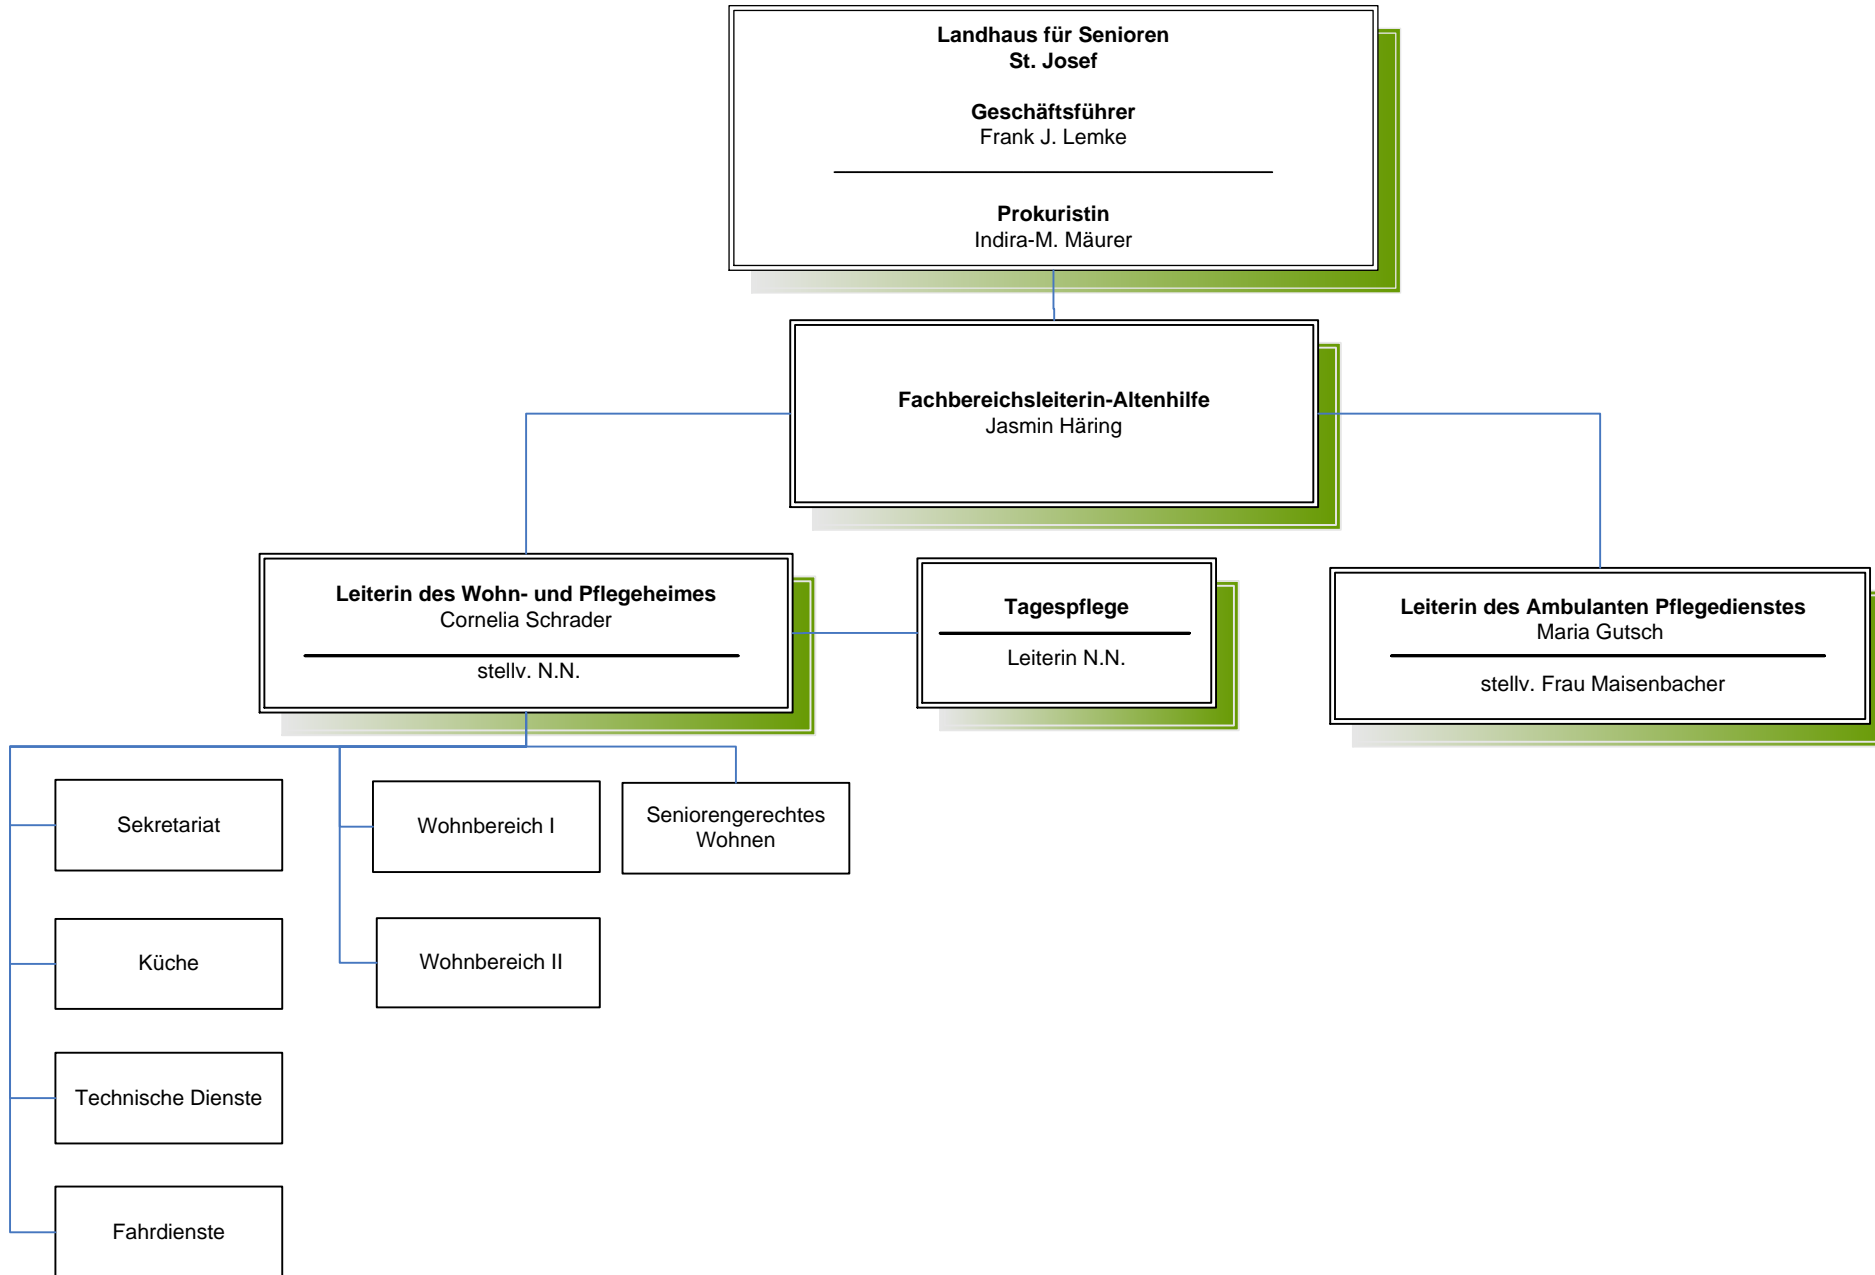 Landhaus für Senioren
St. Josef
Geschäftsführer
Frank J. Lemke
Prokuristin
Indira-M. Mäurer
Fachbereichsleiterin-Altenhilfe
Jasmin Häring
Leiterin des Wohn- und Pflegeheimes
Cornelia Schrader
stellv. N.N.
Tagespflege
Leiterin N.N.
Leiterin des Ambulanten Pflegedienstes
Maria Gutsch
stellv. Frau Maisenbacher
Sekretariat
Wohnbereich I
Seniorengerechtes
Wohnen
Küche
Wohnbereich II
Technische Dienste
Fahrdienste